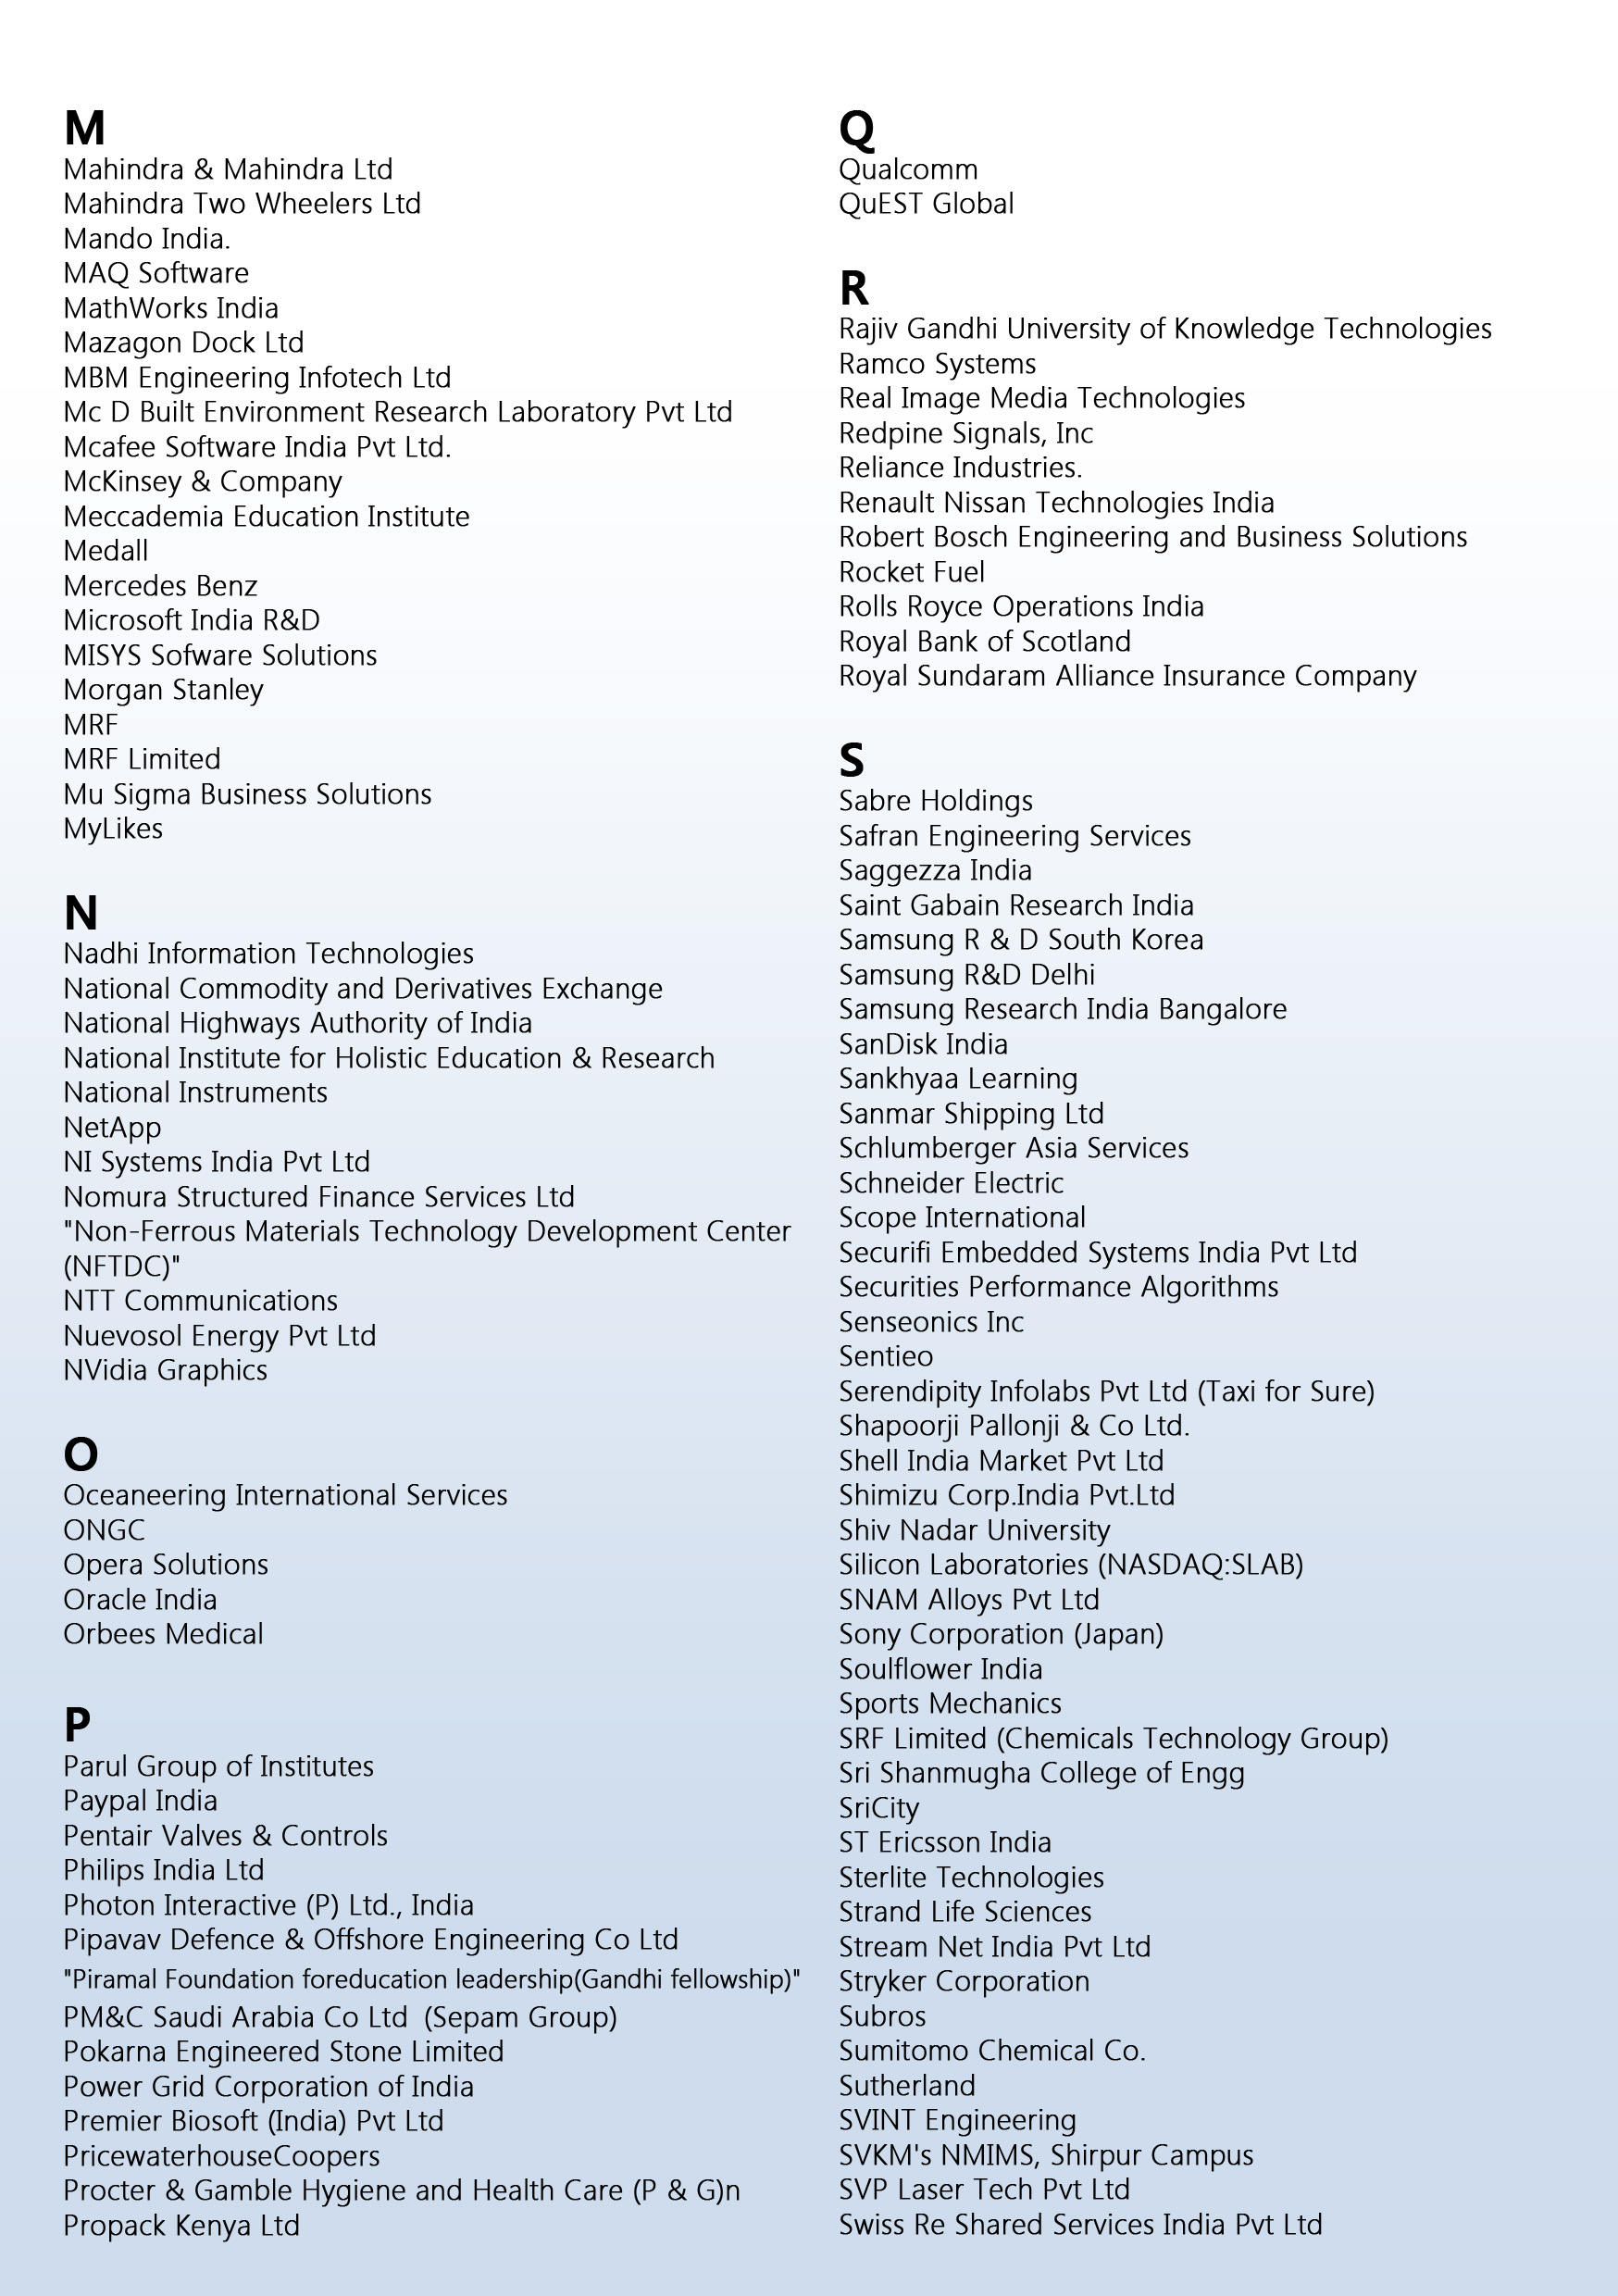 M
Mahindra & Mahindra Ltd
Mahindra Two Wheelers Ltd
Mando India.
MAQ Software
MathWorks India
Mazagon Dock Ltd
MBM Engineering Infotech Ltd
Mc D Built Environment Research Laboratory Pvt Ltd
Mcafee Software India Pvt Ltd.
McKinsey & Company
Meccademia Education Institute
Medall
Mercedes Benz
Microsoft India R&D
MISYS Sofware Solutions
Morgan Stanley
MRF
MRF Limited
Mu Sigma Business Solutions
MyLikes
N
Nadhi Information Technologies
National Commodity and Derivatives Exchange
National Highways Authority of India
National Institute for Holistic Education & Research
National Instruments
NetApp
NI Systems India Pvt Ltd
Nomura Structured Finance Services Ltd
"Non-Ferrous Materials Technology Development Center
(NFTDC)"
NTT Communications
Nuevosol Energy Pvt Ltd
NVidia Graphics
O
Oceaneering International Services
ONGC
Opera Solutions
Oracle India
Orbees Medical
P
Parul Group of Institutes
Paypal India
Pentair Valves & Controls
Philips India Ltd
Photon Interactive (P) Ltd., India
Pipavav Defence & Offshore Engineering Co Ltd
"Piramal Foundation foreducation leadership(Gandhi fellowship)"
PM&C Saudi Arabia Co Ltd  (Sepam Group)
Pokarna Engineered Stone Limited
Power Grid Corporation of India
Premier Biosoft (India) Pvt Ltd
PricewaterhouseCoopers
Procter & Gamble Hygiene and Health Care (P & G)n
Propack Kenya Ltd
Q
Qualcomm
QuEST Global
R
Rajiv Gandhi University of Knowledge Technologies
Ramco Systems
Real Image Media Technologies
Redpine Signals, Inc
Reliance Industries.
Renault Nissan Technologies India
Robert Bosch Engineering and Business Solutions
Rocket Fuel
Rolls Royce Operations India
Royal Bank of Scotland
Royal Sundaram Alliance Insurance Company
S
Sabre Holdings
Safran Engineering Services
Saggezza India
Saint Gabain Research India
Samsung R & D South Korea
Samsung R&D Delhi
Samsung Research India Bangalore
SanDisk India
Sankhyaa Learning
Sanmar Shipping Ltd
Schlumberger Asia Services
Schneider Electric
Scope International
Securifi Embedded Systems India Pvt Ltd
Securities Performance Algorithms
Senseonics Inc
Sentieo
Serendipity Infolabs Pvt Ltd (Taxi for Sure)
Shapoorji Pallonji & Co Ltd.
Shell India Market Pvt Ltd
Shimizu Corp.India Pvt.Ltd
Shiv Nadar University
Silicon Laboratories (NASDAQ:SLAB)
SNAM Alloys Pvt Ltd
Sony Corporation (Japan)
Soulflower India
Sports Mechanics
SRF Limited (Chemicals Technology Group)
Sri Shanmugha College of Engg
SriCity
ST Ericsson India
Sterlite Technologies
Strand Life Sciences
Stream Net India Pvt Ltd
Stryker Corporation
Subros
Sumitomo Chemical Co.
Sutherland
SVINT Engineering
SVKM's NMIMS, Shirpur Campus
SVP Laser Tech Pvt Ltd
Swiss Re Shared Services India Pvt Ltd